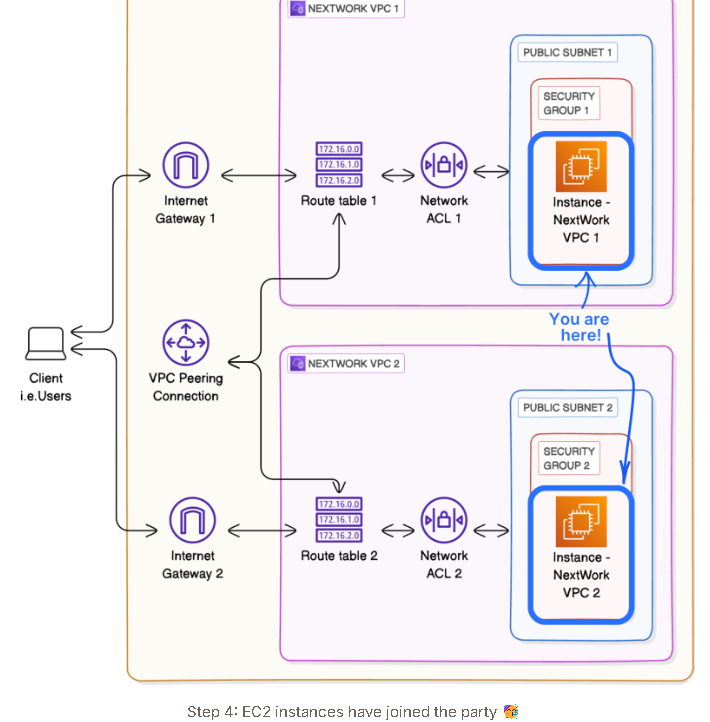 NEXTWORK VPC 1
PUBLIC SUBNET 1
SECURITY
GROUP 1
172.16.0.0
172.16.1.0
172.16.2.0
Internet
Gateway 1
Route table 1
Network
ACL 1
Instance -
NextWork
VPC 1
You are
here!
Client
i.e.Users
VPC Peering
Connection
NEXTWORK VPC 2
PUBLIC SUBNET 2
SECURITY
GROUP 2
172.16.0.0
172.16.1.0
172.16.2.0
Internet
Gateway 2
Route table 2
Network
ACL 2
Instance -
NextWork
VPC 2
Step 4: EC2 instances have joined the party 🥳